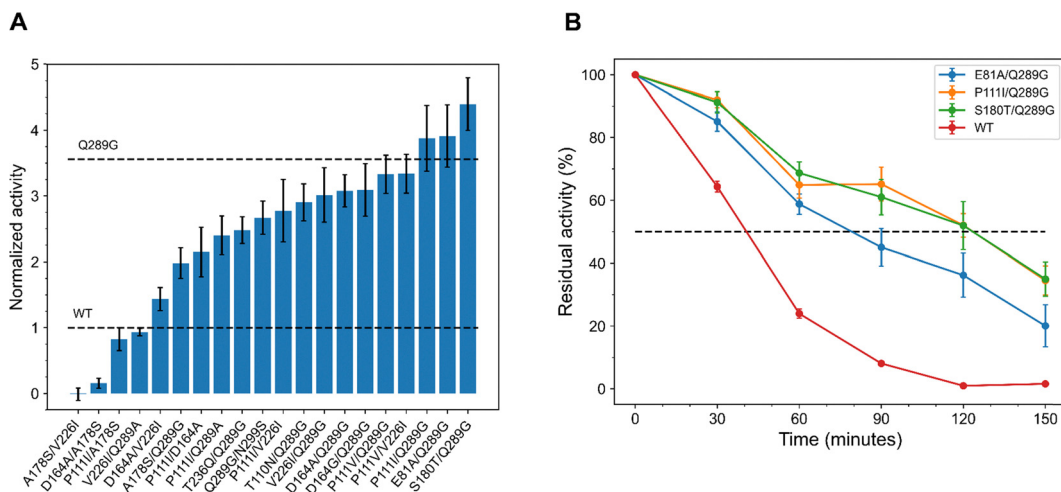 A
Normalized activity
5
4
3
2
1
0
Q289G
WT
A178S/V226I
D164A/A178S
P111I/A178S
V226I/Q289A
D164A/V226I
A178S/Q289G
P111I/D164A
P111I/Q289A
T236Q/Q289G
Q289G/N299S
P111I/V226I
T110N/Q289G
V226I/Q289G
D164A/Q289G
D164G/Q289G
P111V/Q289G
P111V/V226I
P111I/Q289G
E81A/Q289G
S180T/Q289G
B
Residual activity (%)
100
80
60
40
20
0
E81A/Q289G
P111I/Q289G
S180T/Q289G
WT
0 30 60 90 120 150
Time (minutes)